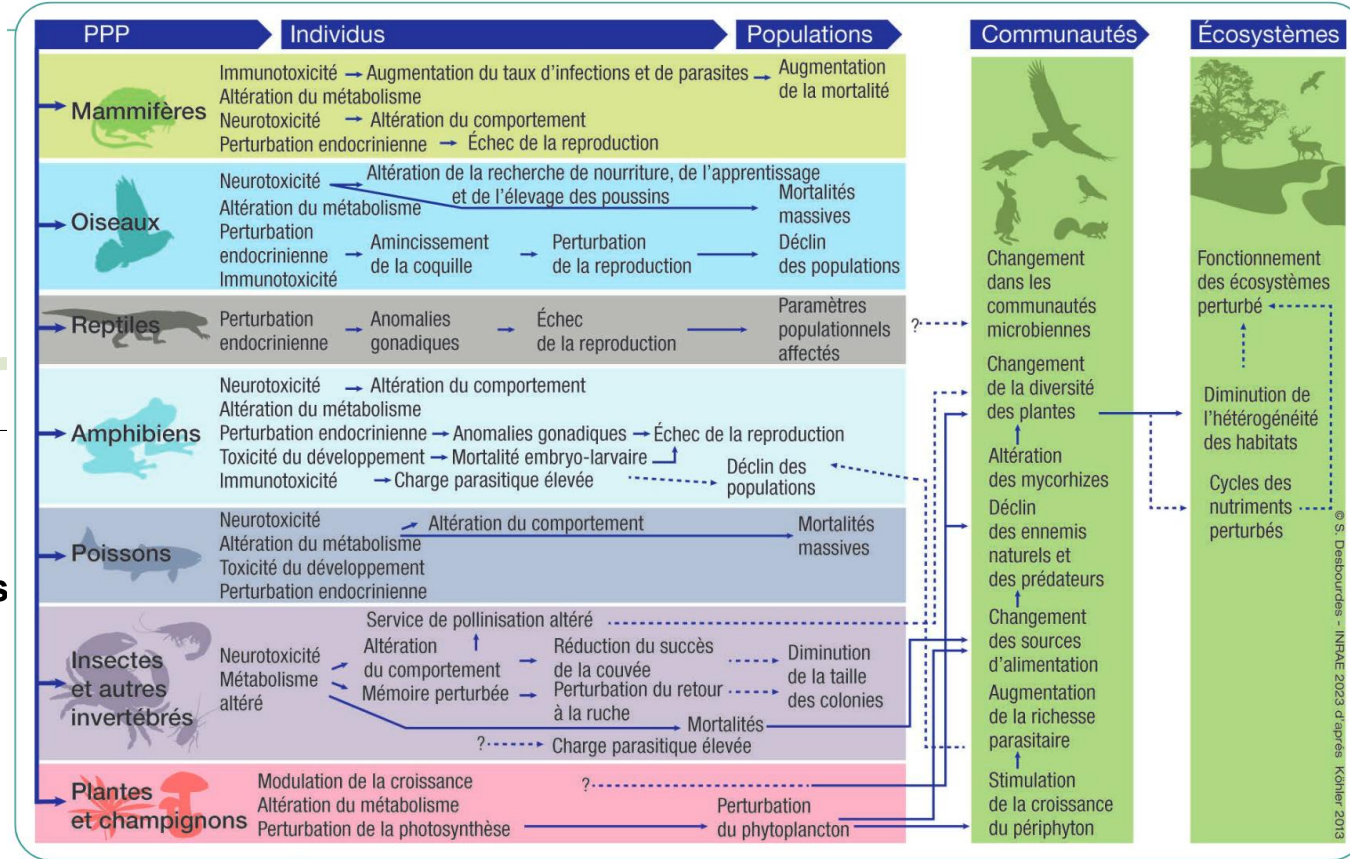 PPP
Individus
Populations
Communautés
Écosystèmes
Mammifères
Immunotoxicité
Augmentation du taux d'infections et de parasites
Augmentation
de la mortalité
Altération du métabolisme
Neurotoxicité
Altération du comportement
Perturbation endocrinienne
Échec de la reproduction
Oiseaux
Neurotoxicité
Altération de la recherche de nourriture, de l'apprentissage
et de l'élevage des poussins
Mortalités
massives
Altération du métabolisme
Perturbation
endocrinienne
Amincissement
de la coquille
Perturbation
de la reproduction
Déclin
des populations
Immunotoxicité
Reptiles
Perturbation
endocrinienne
Anomalies
gonadiques
Échec
de la reproduction
Paramètres
populationnels
affectés
?
Amphibiens
Neurotoxicité
Altération du comportement
Altération du métabolisme
Perturbation endocrinienne
Anomalies gonadiques
Échec de la reproduction
Toxicité du développement
Mortalité embryo-larvaire
Immunotoxicité
Charge parasitique élevée
Déclin des
populations
Poissons
Neurotoxicité
Altération du comportement
Mortalités
massives
Altération du métabolisme
Toxicité du développement
Perturbation endocrinienne
Insectes
et autres
invertébrés
Neurotoxicité
Métabolisme
altéré
Service de pollinisation altéré
Altération
du comportement
Réduction du succès
de la couvée
Diminution
de la taille
des colonies
Mémoire perturbée
Perturbation du retour
à la ruche
Mortalités
?
Charge parasitique élevée
Plantes
et champignons
Modulation de la croissance
?
Altération du métabolisme
Perturbation de la photosynthèse
Perturbation
du phytoplancton
Changement
dans les
communautés
microbiennes
Changement
de la diversité
des plantes
Altération
des mycorhizes
Déclin
des ennemis
naturels et
des prédateurs
Changement
des sources
d'alimentation
Augmentation
de la richesse
parasitaire
Stimulation
de la croissance
du périphyton
Fonctionnement
des écosystèmes
perturbé
Diminution de
l'hétérogénéité
des habitats
Cycles des
nutriments
perturbés
© S. Desbourdes - INRAE 2023 d'aprés Köhler 2013
s